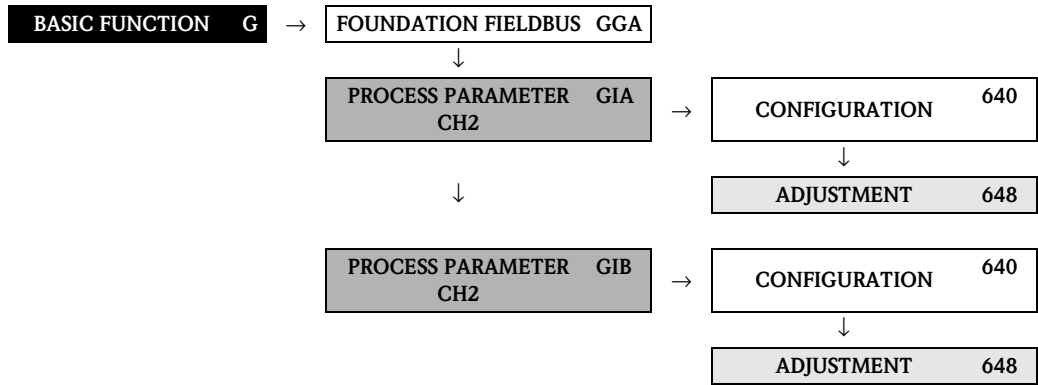 BASIC FUNCTION G → FOUNDATION FIELDBUS GGA
↓
PROCESS PARAMETER GIA
CH2
→
CONFIGURATION 640
↓
↓
ADJUSTMENT 648
PROCESS PARAMETER GIB
CH2
→
CONFIGURATION 640
↓
ADJUSTMENT 648